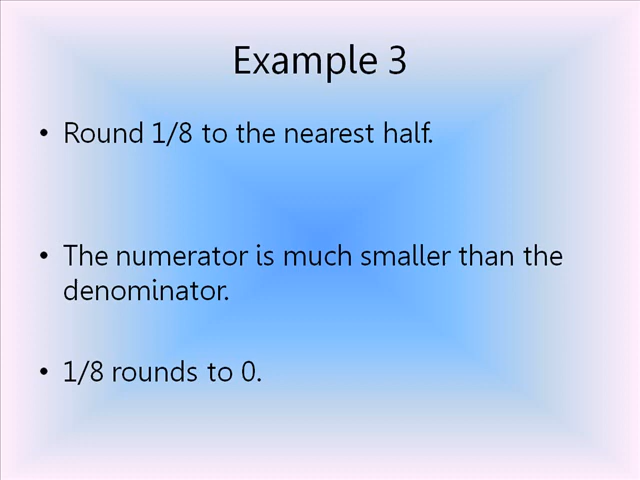 Example 3
• Round 1/8 to the nearest half.
• The numerator is much smaller than the
denominator.
• 1/8 rounds to 0.